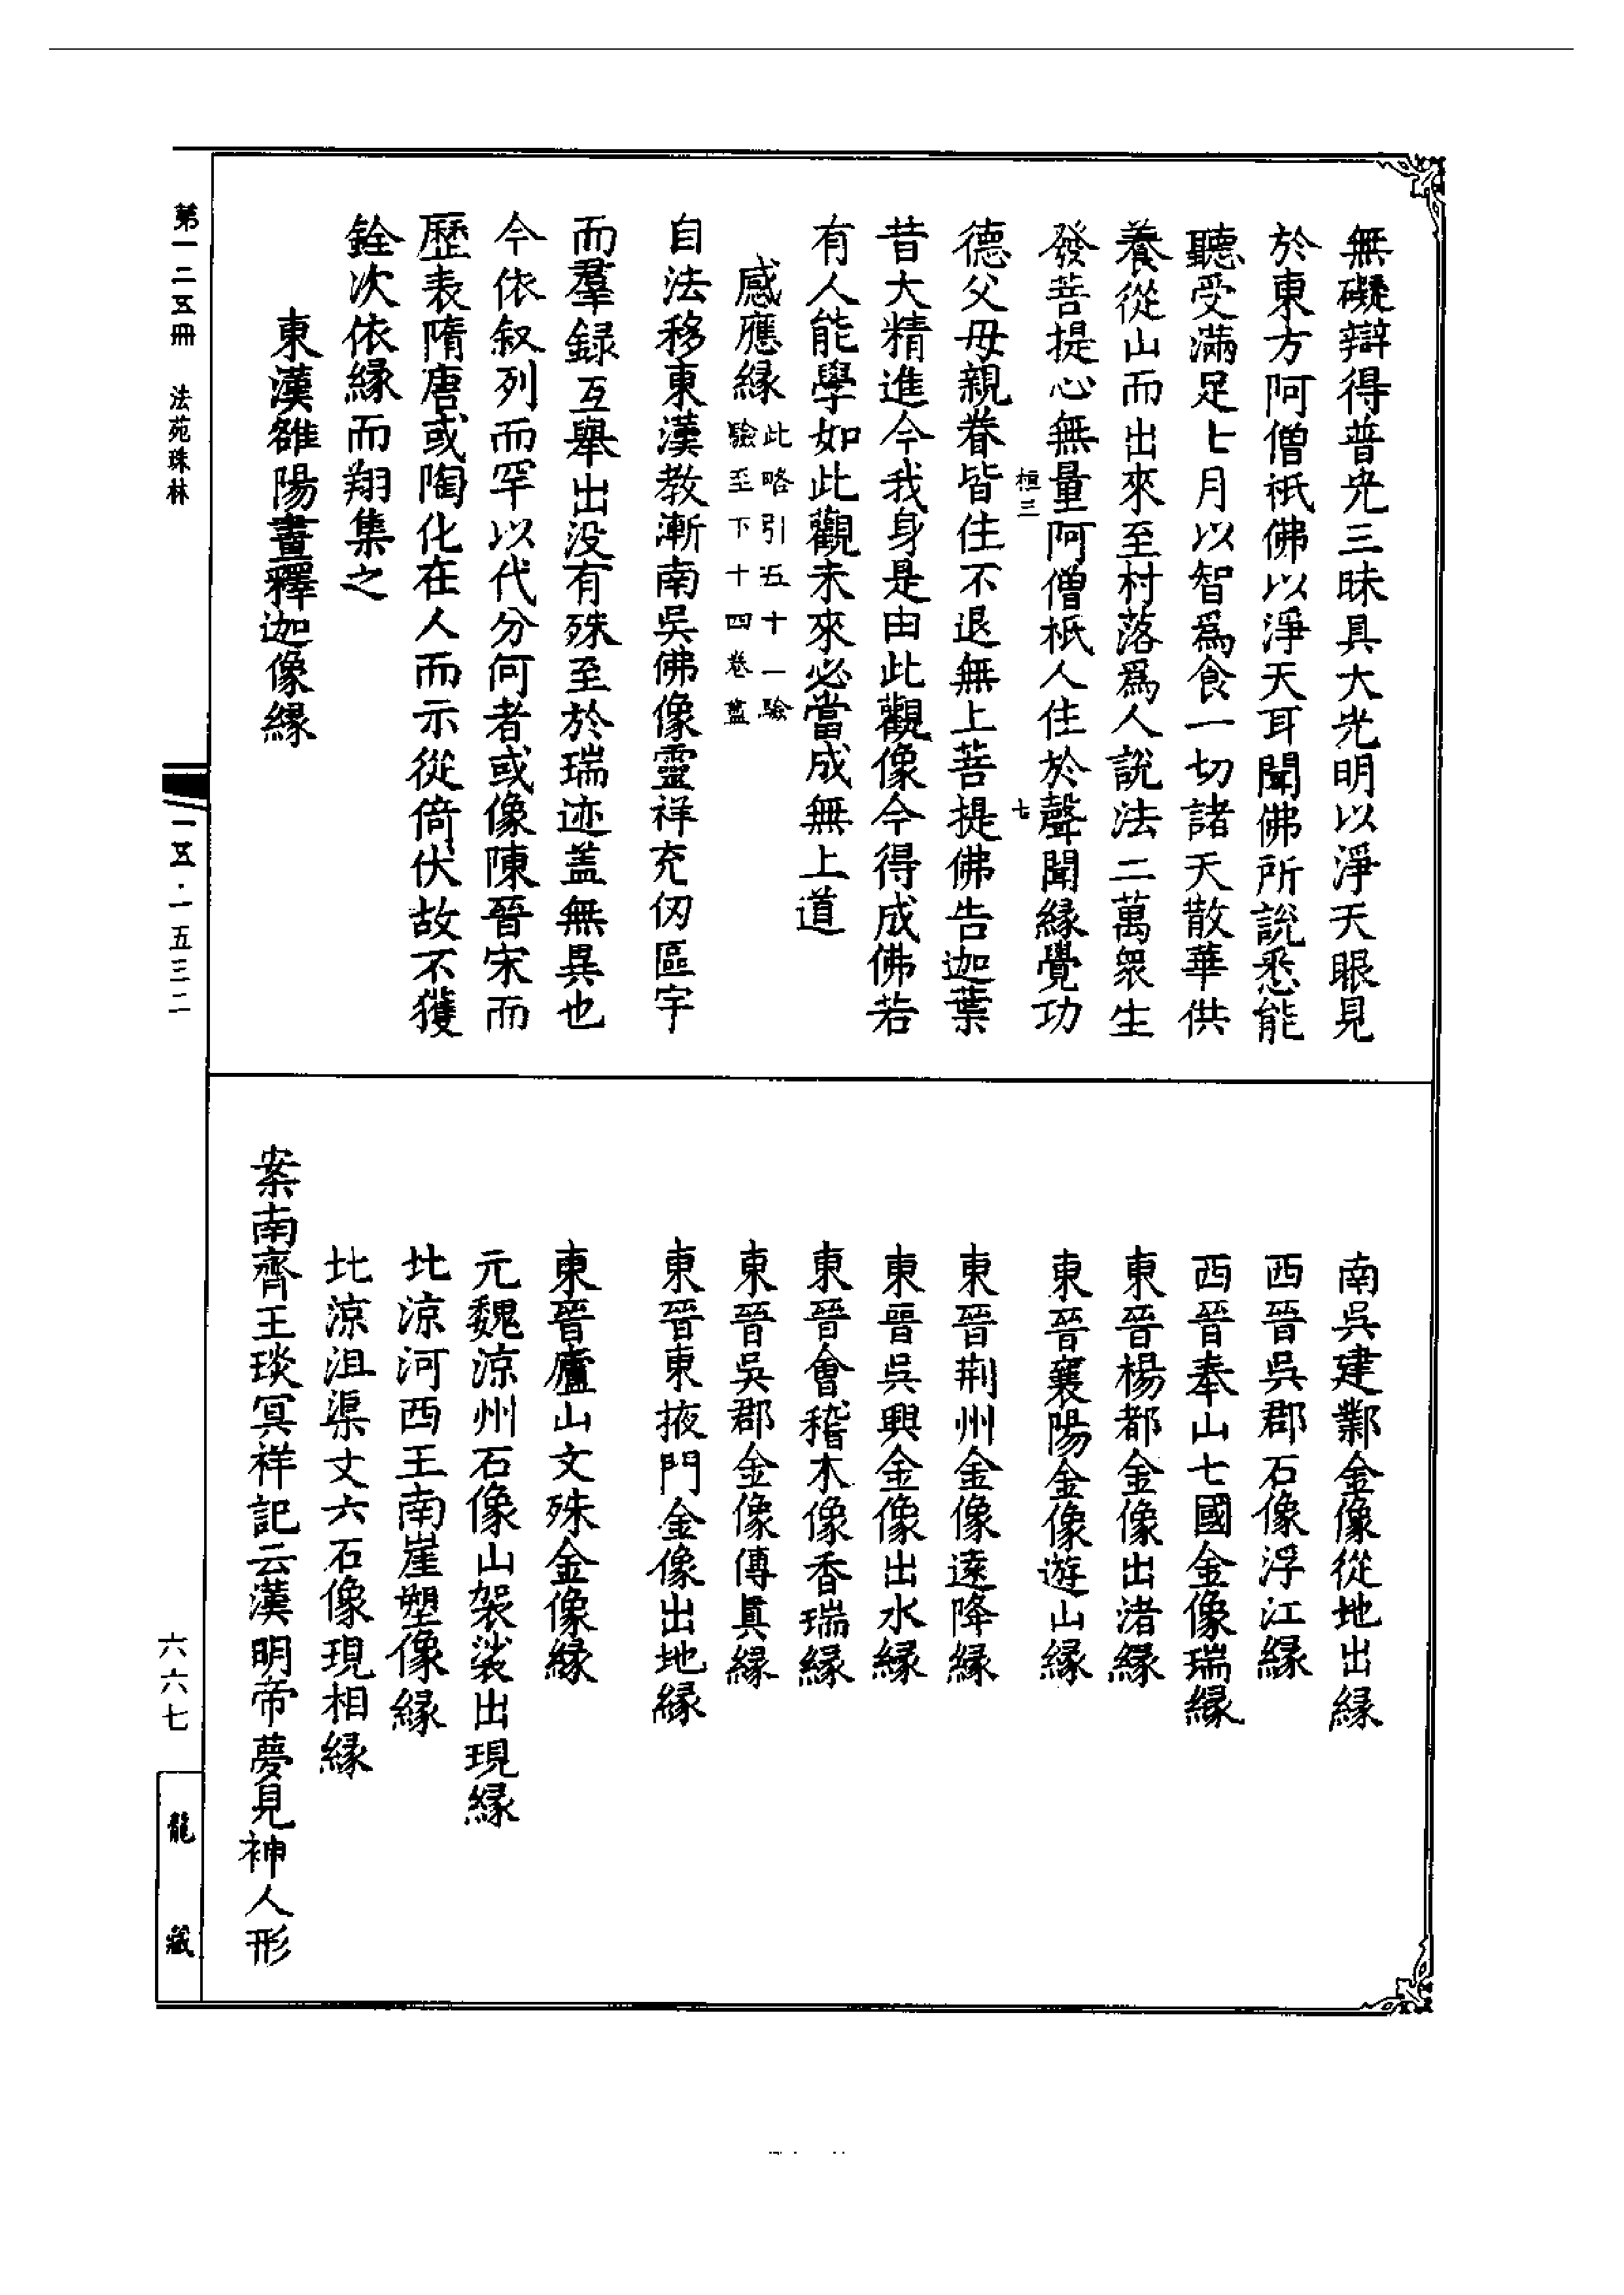 無礙辯得普光三昧具大光明以淨天眼見
於東方阿僧祇佛以淨天耳聞佛所說悉能
聽受滿足七月以智爲食一切諸天散華供
養從山而出來至村落爲人說法二萬衆生
發菩提心無量阿僧祇人住於聲聞緣覺功
桓三
七
德父母親眷皆住不退無上菩提佛告迦葉
昔大精進今我身是由此觀像今得成佛若
有人能學如此觀未來必當成無上道
感應緣
此略引五十一驗
驗至下十四卷盖
自法移東漢教漸南吳佛像靈祥充仞區宇
而羣録互舉出没有殊至於瑞迹盖無異也
今依叙列而罕以代分何者或像陳晉宋而
歷表隋唐或陶化在人而示從倚伏故不獲
銓次依緣而翔集之
東漢雒陽畫釋迦像緣
南吳建鄴金像從地出緣
西晉吳郡石像浮江緣
西晉奉山七國金像瑞緣
東晉楊都金像出渚緣
東晉襄陽金像遊山緣
東晉荆州金像遠降緣
東晉吳興金像出水緣
東晉會稽木像香瑞緣
東晉吳郡金像傳眞緣
東晉東掖門金像出地緣
東晉廬山文殊金像緣
元魏涼州石像山袈裟出現緣
北涼河西王南崖塑像緣
北涼沮渠丈六石像現相緣
案南齊王琰冥祥記云漢明帝夢見神人形
第一二五冊 法苑珠林
一五·一五三二
六六七
龍藏